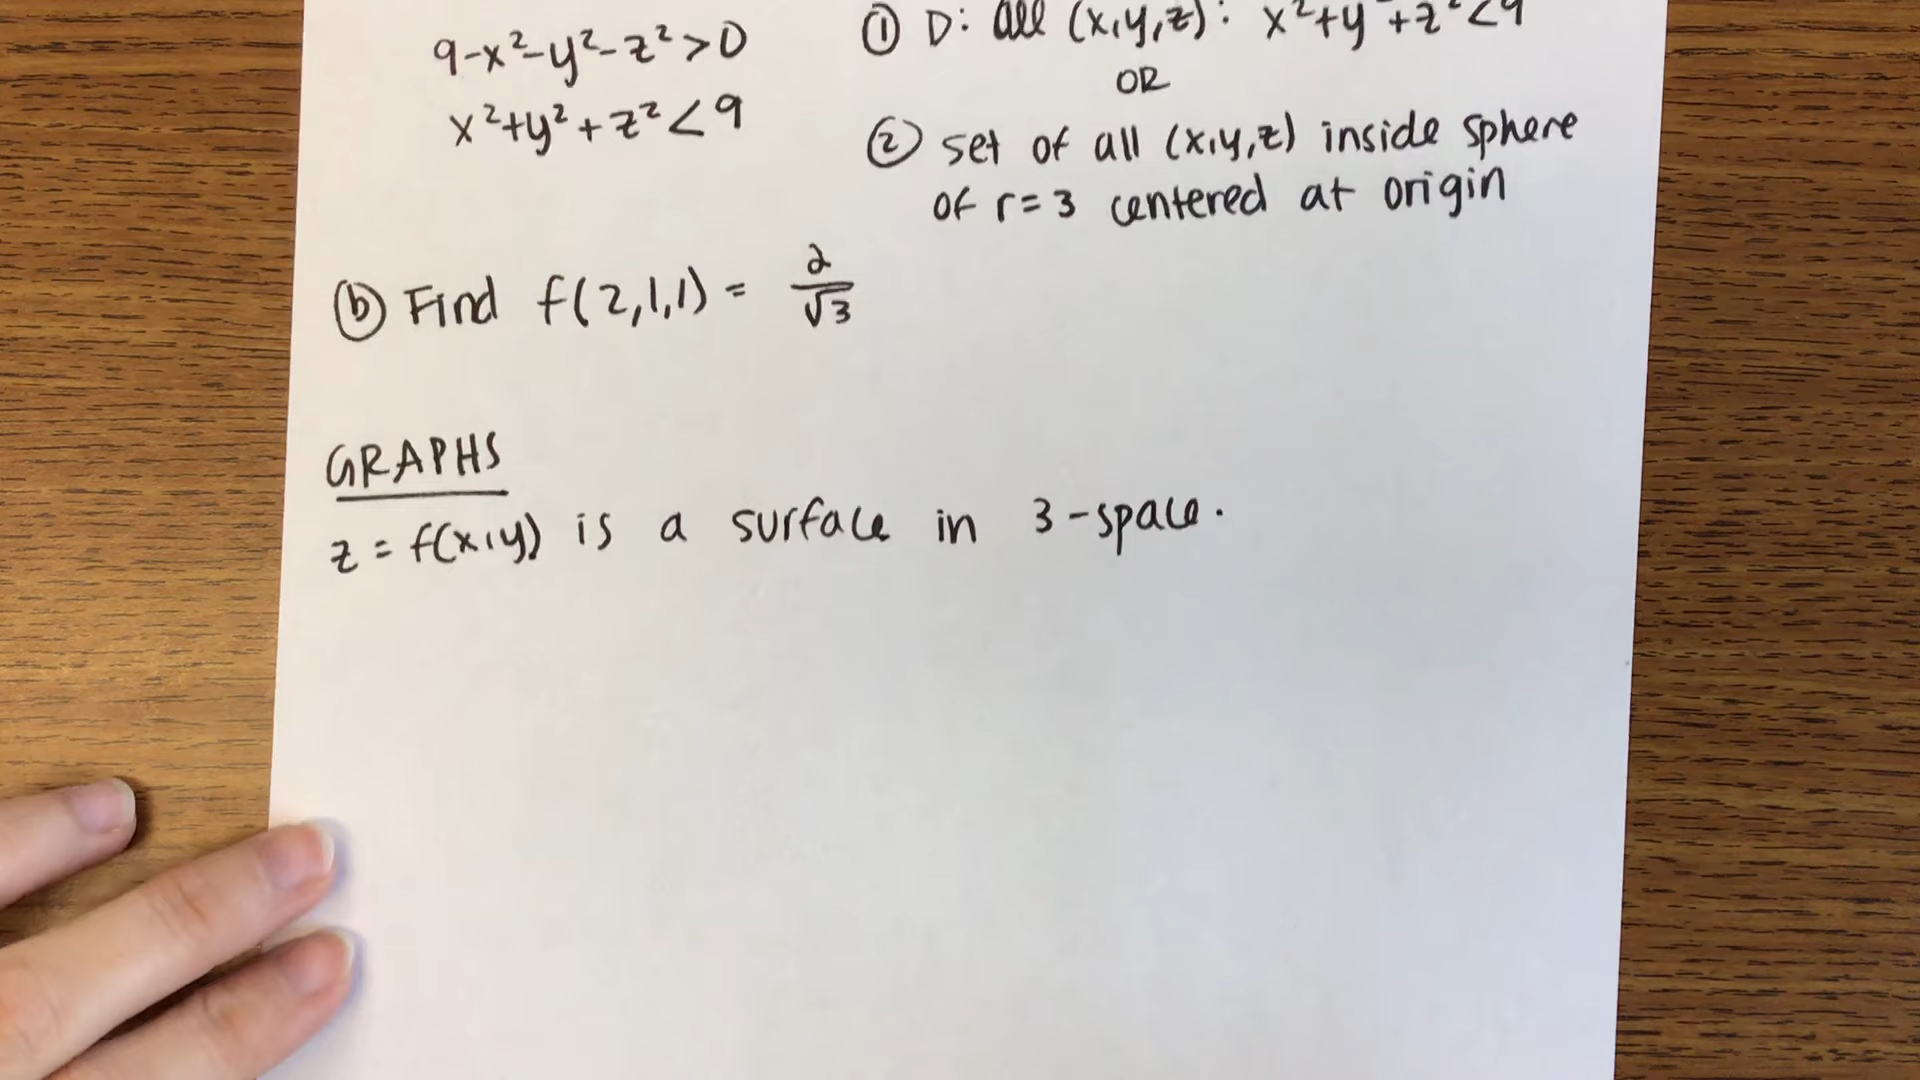 9-x²-y²-z²>0
x²+y²+z²<9
① D: all (x,y,z): x²+y²+z²<9
OR
② set of all (x,y,z) inside sphere
of r=3 centered at origin
ⓑ Find f(2,1,1) = 2/√3
GRAPHS
z = f(x,y) is a surface in 3-space.